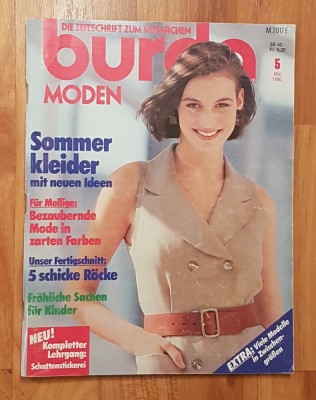 DIE ZEITSCHRIFT ZUM MITMACHEN
M 2017 E
burda
MODEN
5
Mai
1990
Sommer
kleider
mit neuen Ideen
Für Mollige:
Bezaubernde
Mode in
zarten Farben
Unser Fertigschnitt:
5 schicke Röcke
Fröhliche Sachen
für Kinder
NEU!
Kompletter
Lehrgang:
Schattenstickerei
EXTRA: Viele Modelle
in Zwischen-
größen